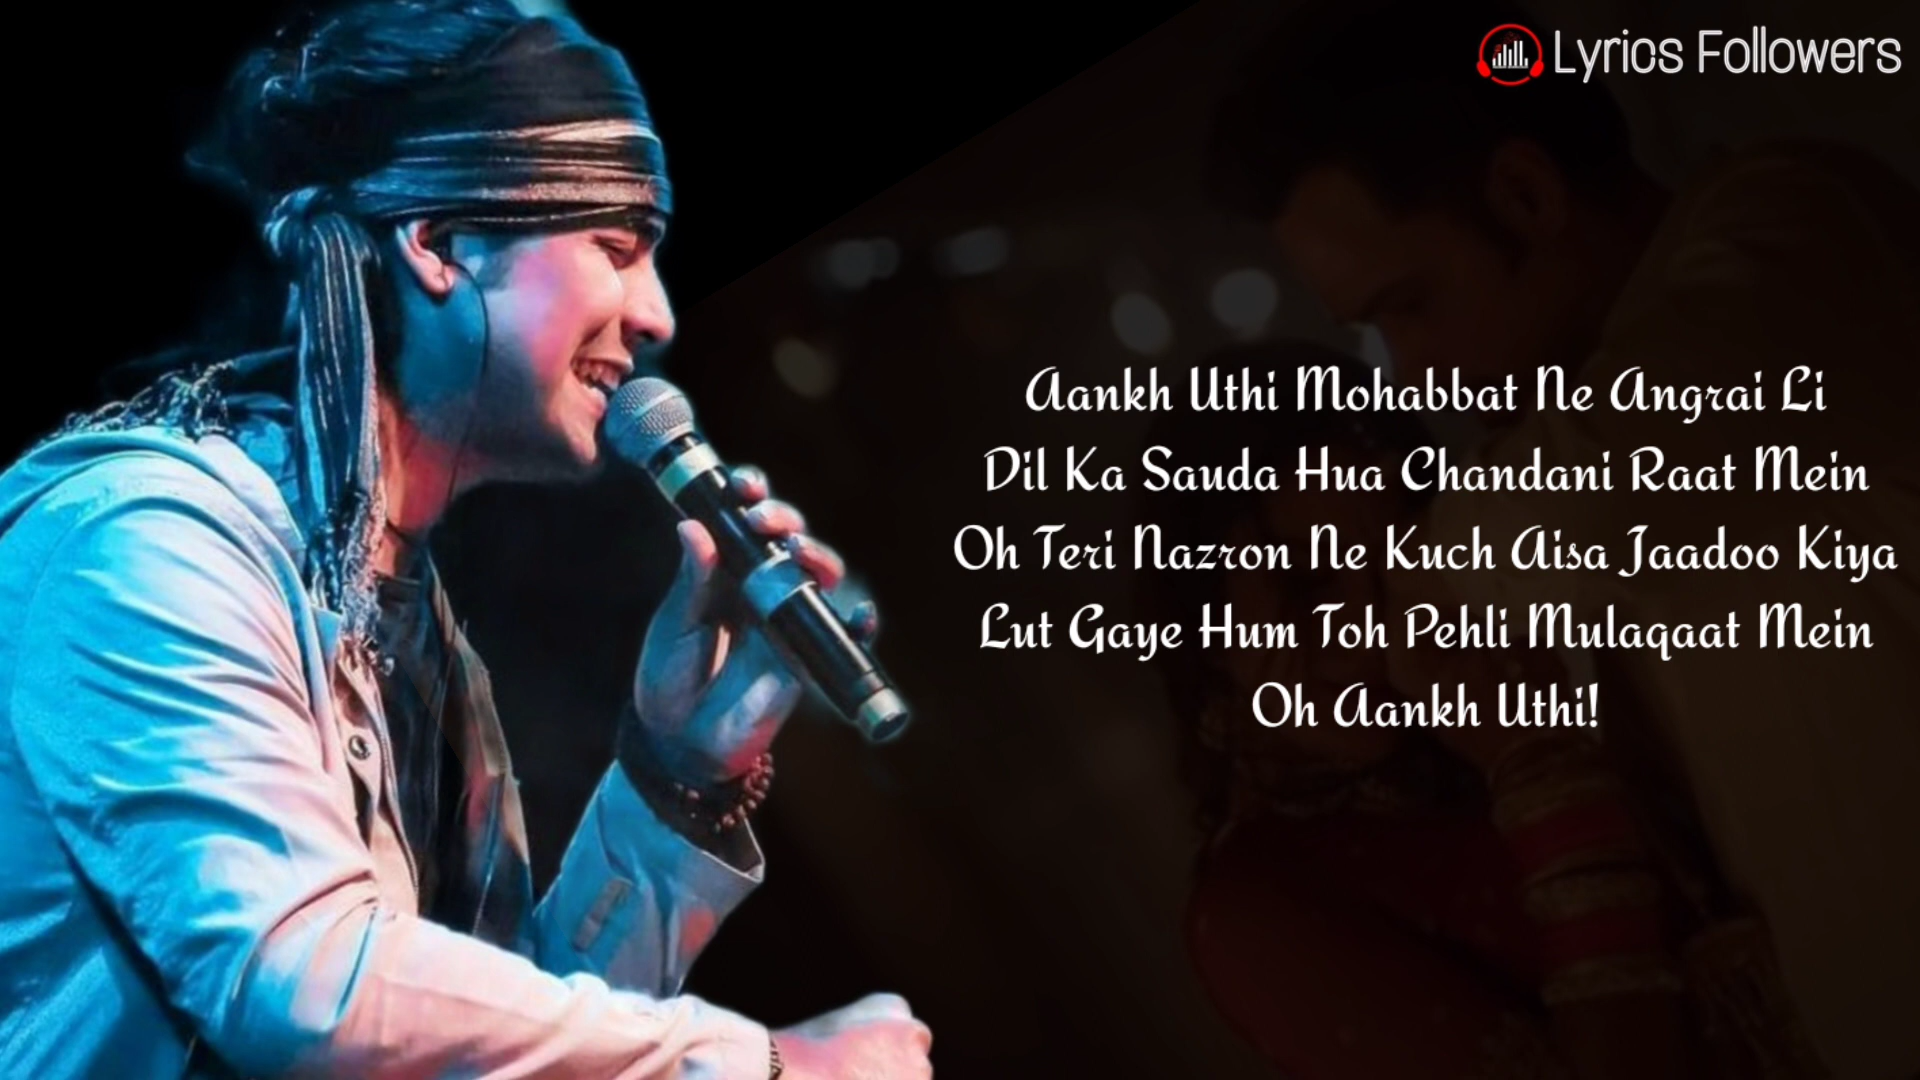 Lyrics Followers
Aankh Uthi Mohabbat Ne Angrai Li
Dil Ka Sauda Hua Chandani Raat Mein
Oh Teri Nazron Ne Kuch Aisa Jaadoo Kiya
Lut Gaye Hum Toh Pehli Mulaqaat Mein
Oh Aankh Uthi!